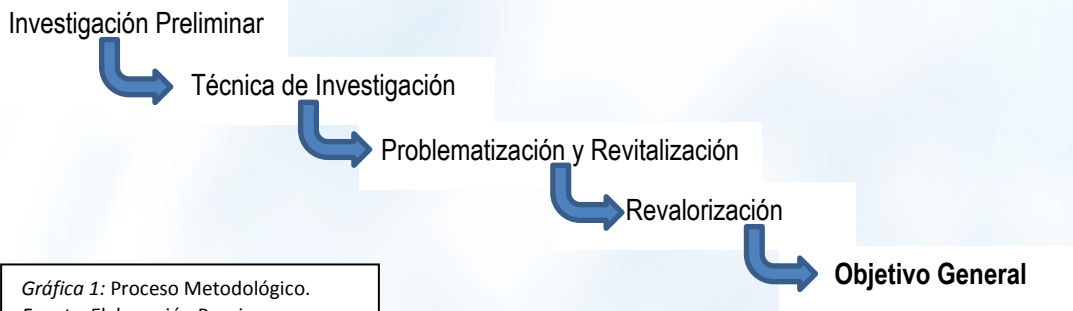 Investigación Preliminar
Técnica de Investigación
Problematización y Revitalización
Revalorización
Objetivo General
Gráfica 1: Proceso Metodológico.